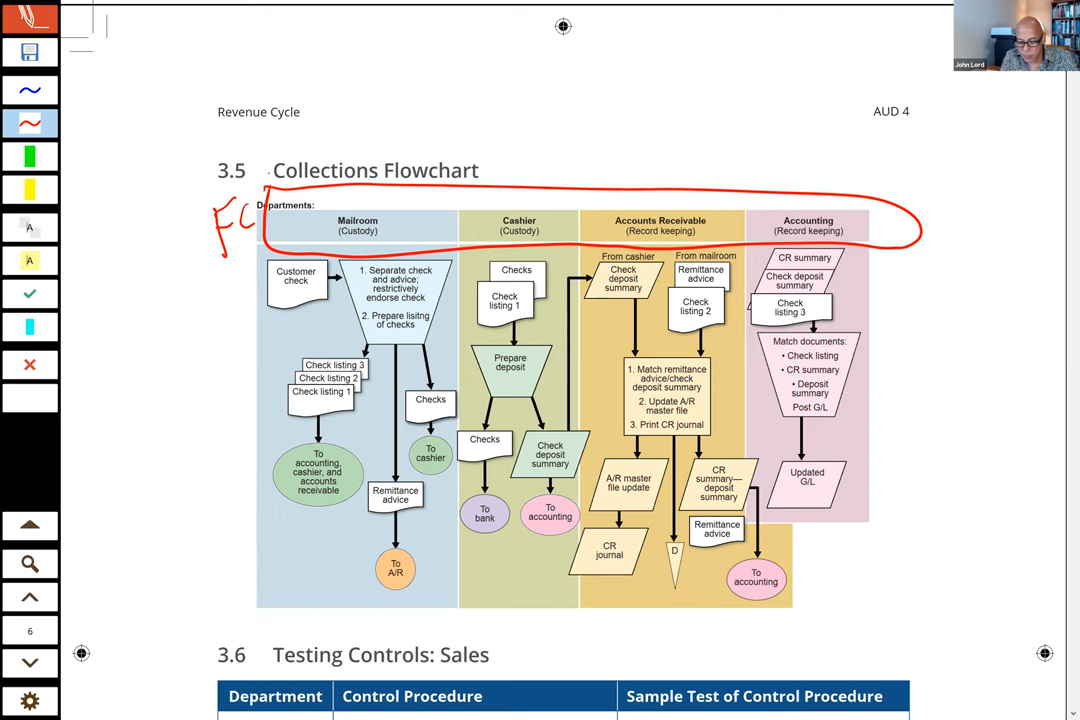 John Lord
Revenue Cycle
AUD 4
3.5 Collections Flowchart
FC
Departments:
Mailroom
(Custody)
Cashier
(Custody)
Accounts Receivable
(Record keeping)
Accounting
(Record keeping)
Customer
check
1. Separate check
and advice;
restrictively
endorse check
2. Prepare lisitng
of checks
Check listing 3
Check listing 2
Check listing 1
To
accounting,
cashier, and
accounts
receivable
Remittance
advice
To
A/R
Checks
To
cashier
Checks
Check
listing 1
Prepare
deposit
Checks
To
bank
Check
deposit
summary
To
accounting
From cashier
Check
deposit
summary
From mailroom
Remittance
advice
Check
listing 2
1. Match remittance
advice/check
deposit summary
2. Update A/R
master file
3. Print CR journal
A/R master
file update
CR
journal
D
CR
summary—
deposit
summary
Remittance
advice
To
accounting
CR summary
Check deposit
summary
Check
listing 3
Match documents:
• Check listing
• CR summary
• Deposit
summary
Post G/L
Updated
G/L
3.6 Testing Controls: Sales
Department
Control Procedure
Sample Test of Control Procedure
A
A
6